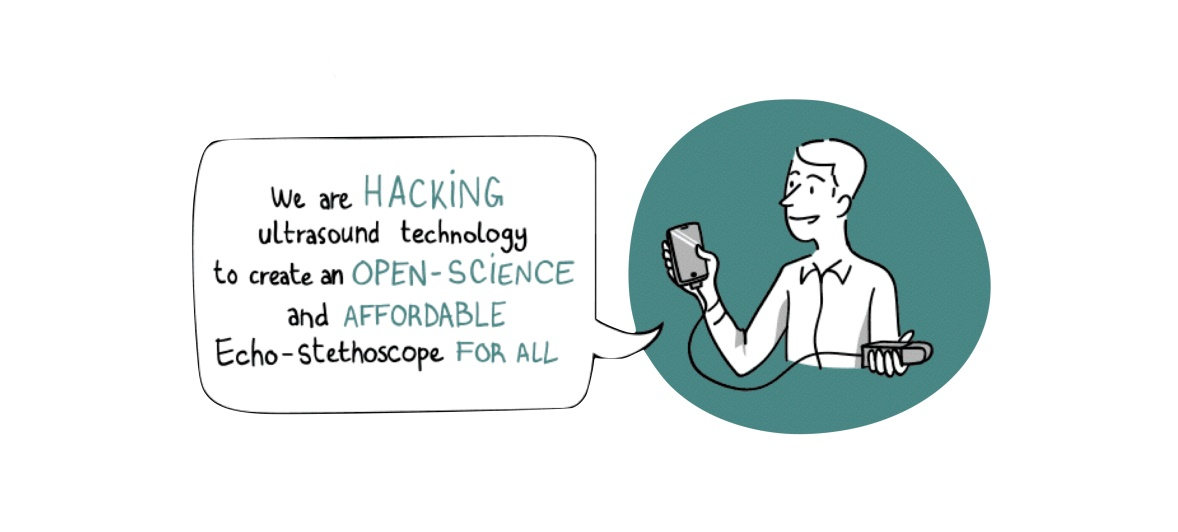 We are HACKING
ultrasound technology
to create an OPEN-SCIENCE
and AFFORDABLE
Echo-stethoscope FOR ALL